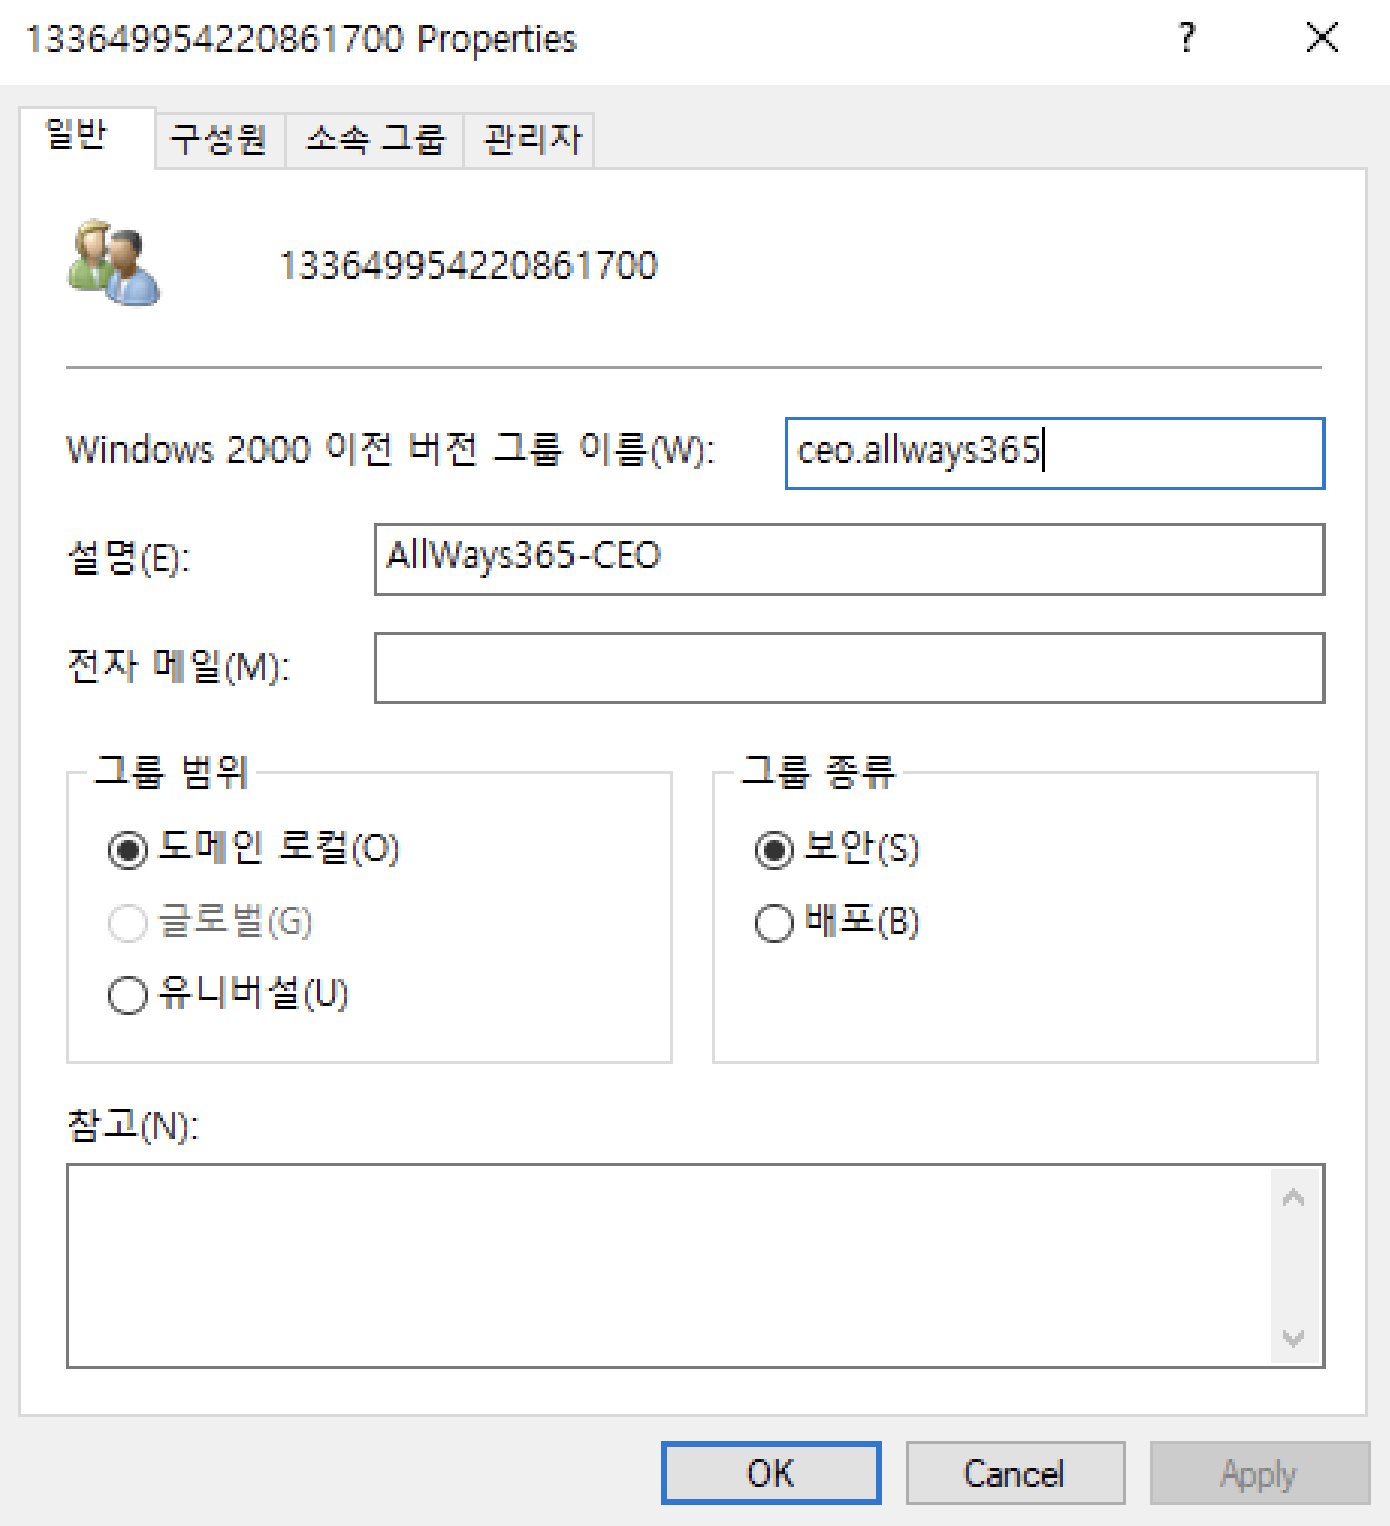 133649954220861700 Properties
일반 구성원 소속 그룹 관리자
133649954220861700
Windows 2000 이전 버전 그룹 이름(W): ceo.allways365
설명(E): AllWays365-CEO
전자 메일(M):
그룹 범위 그룹 종류
도메인 로컬(O) 보안(S)
글로벌(G) 배포(B)
유니버설(U)
참고(N):
OK Cancel Apply